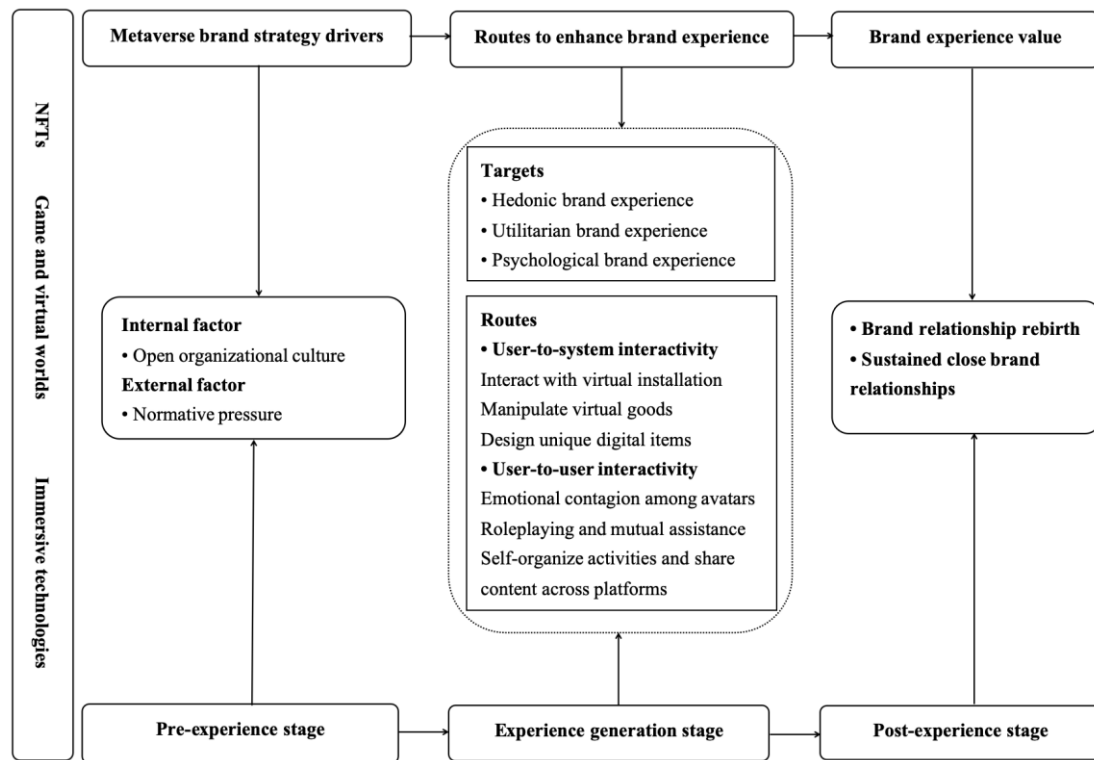 NFTs
Game and virtual worlds
Immersive technologies
Metaverse brand strategy drivers
Routes to enhance brand experience
Brand experience value
Internal factor
• Open organizational culture
External factor
• Normative pressure
Targets
• Hedonic brand experience
• Utilitarian brand experience
• Psychological brand experience
Routes
• User-to-system interactivity
Interact with virtual installation
Manipulate virtual goods
Design unique digital items
• User-to-user interactivity
Emotional contagion among avatars
Roleplaying and mutual assistance
Self-organize activities and share
content across platforms
• Brand relationship rebirth
• Sustained close brand
relationships
Pre-experience stage
Experience generation stage
Post-experience stage